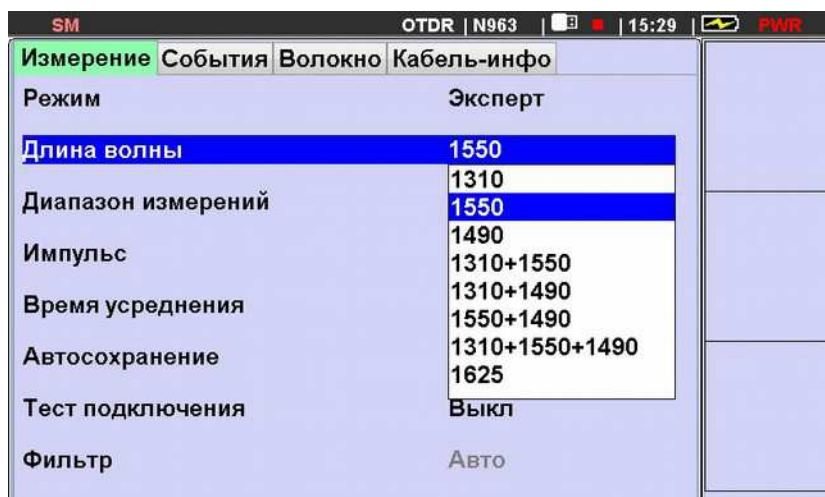 SM OTDR | N963 | | 15:29 | PWR
Измерение События Волокно Кабель-инфо
Режим Эксперт
Длина волны 1550
1310
1550
Диапазон измерений
1490
Импульс
1310+1550
1310+1490
Время усреднения
1550+1490
1310+1550+1490
Автосохранение
1625
Тест подключения Выкл
Фильтр Авто